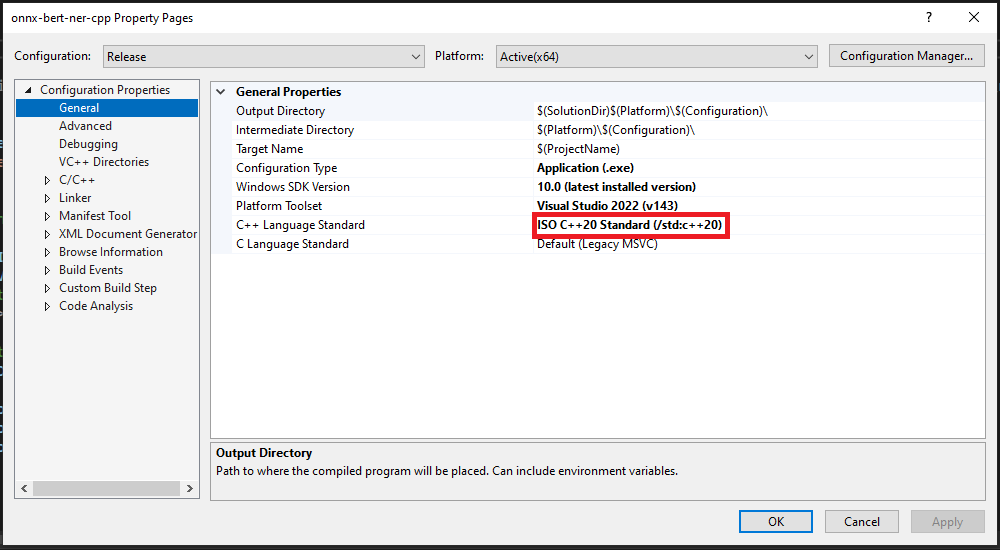 onnx-bert-ner-cpp Property Pages ? ×
Configuration: Release Platform: Active(x64) Configuration Manager...
Configuration Properties
General
Advanced
Debugging
VC++ Directories
C/C++
Linker
Manifest Tool
XML Document Generator
Browse Information
Build Events
Custom Build Step
Code Analysis
General Properties
Output Directory $(SolutionDir)$(Platform)\$(Configuration)\
Intermediate Directory $(Platform)\$(Configuration)\
Target Name $(ProjectName)
Configuration Type Application (.exe)
Windows SDK Version 10.0 (latest installed version)
Platform Toolset Visual Studio 2022 (v143)
C++ Language Standard ISO C++20 Standard (/std:c++20)
C Language Standard Default (Legacy MSVC)
Output Directory
Path to where the compiled program will be placed. Can include environment variables.
OK Cancel Apply